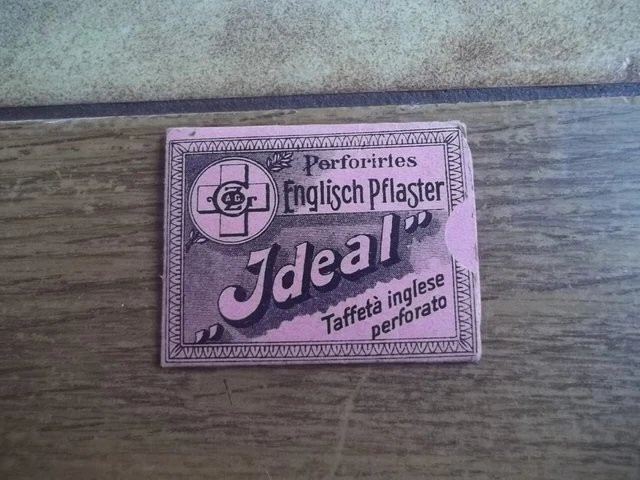 Perforirtes
Englisch Pflaster
„Ideal”
Taffetà inglese
perforato